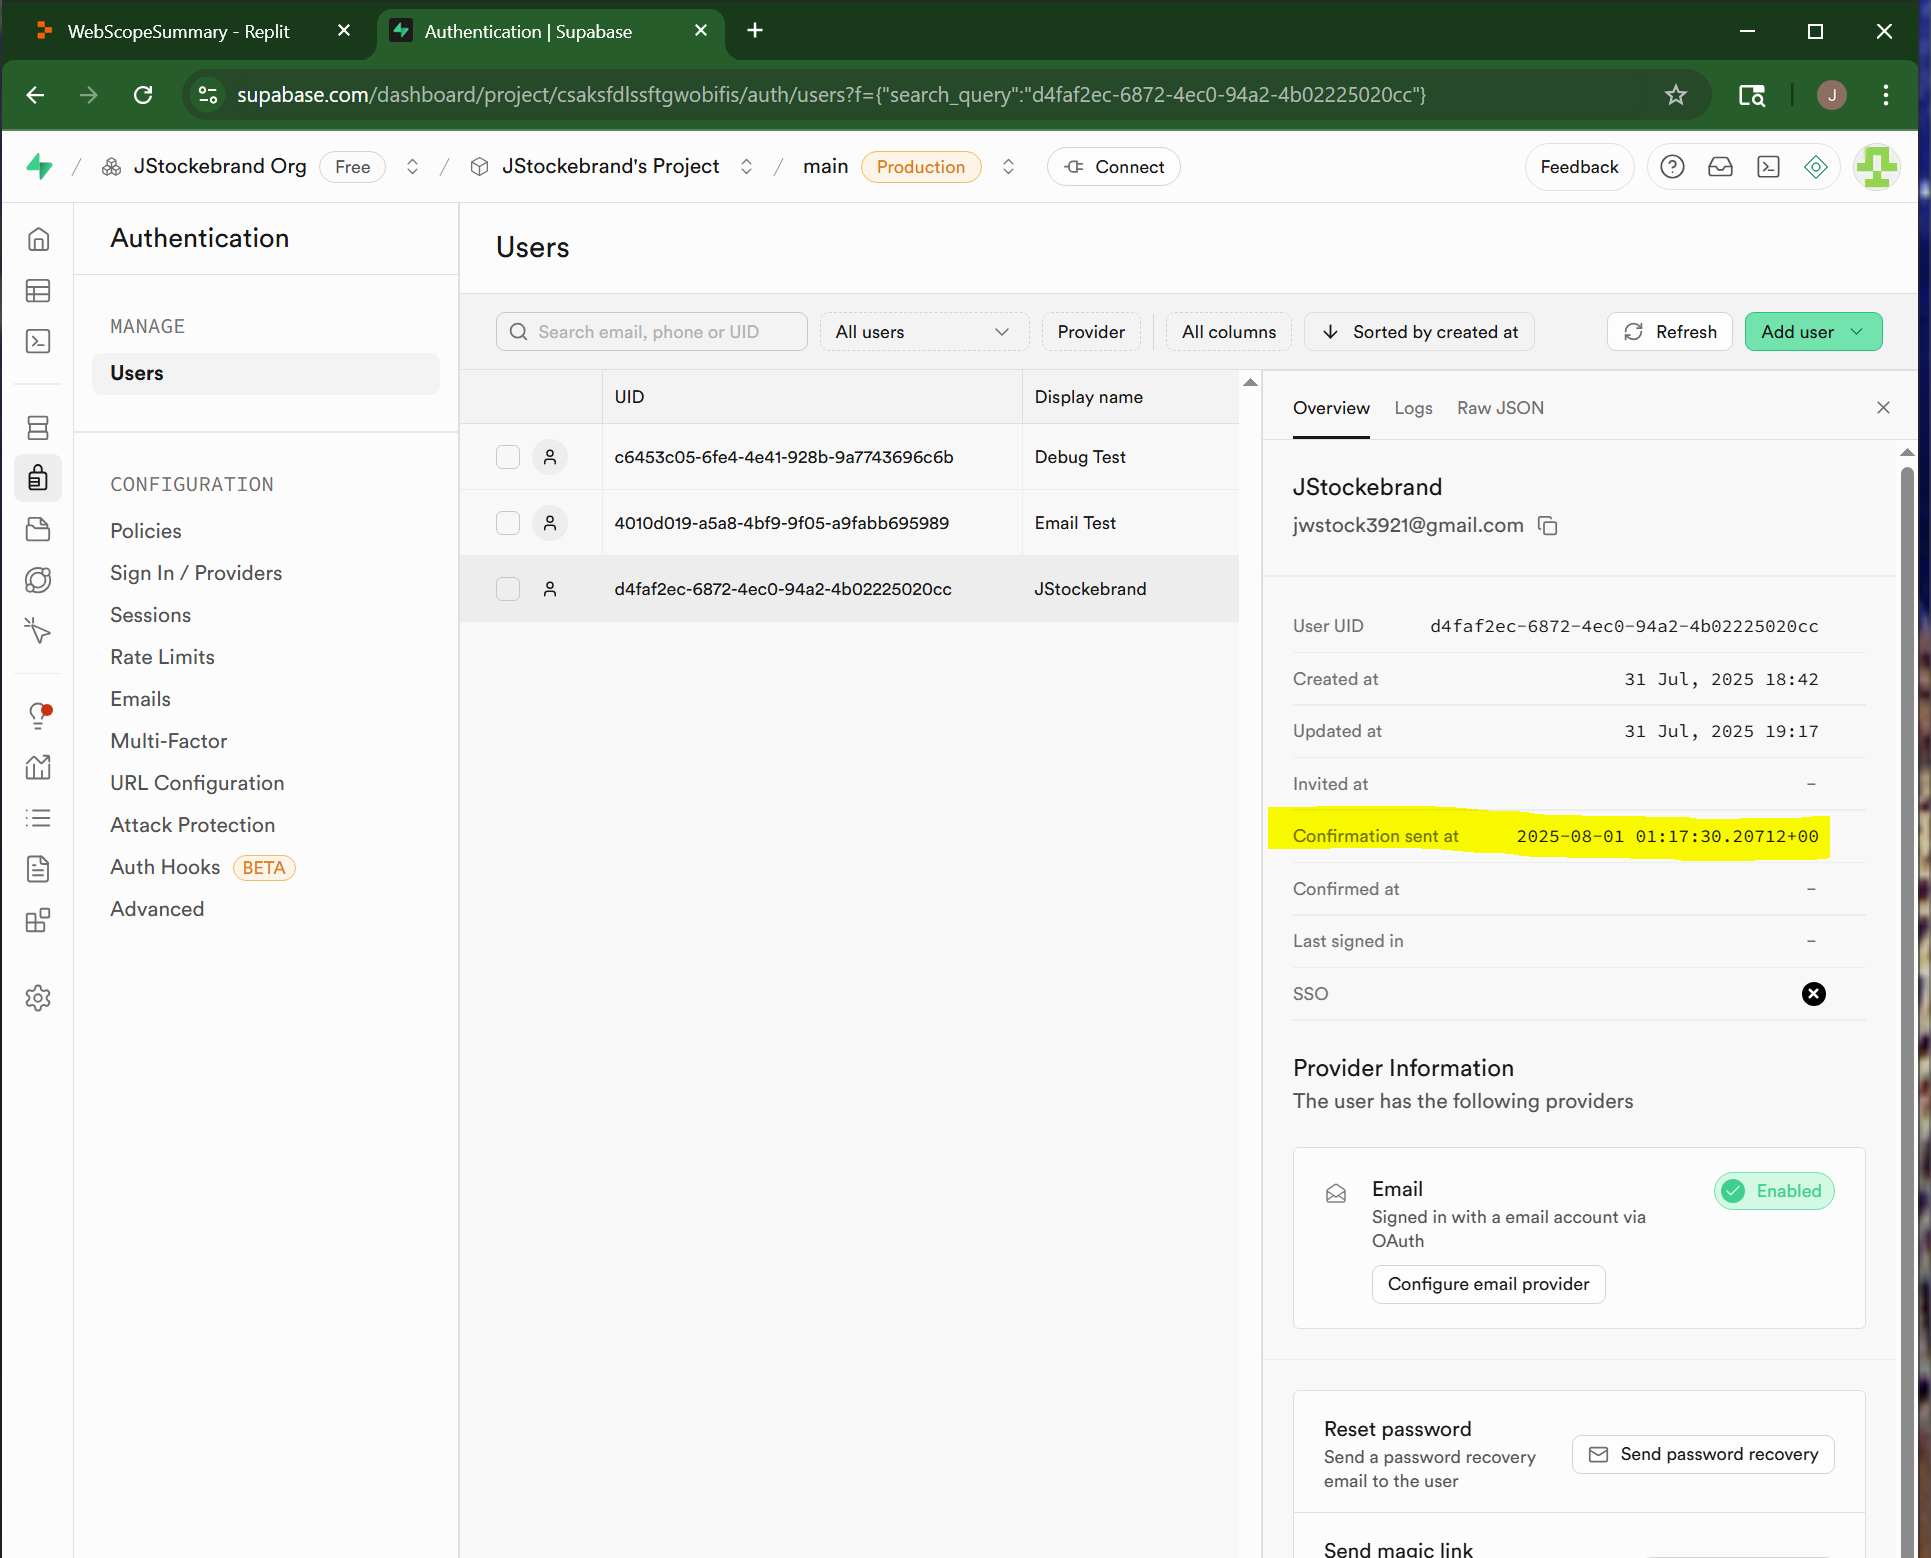 WebScopeSummary - Replit
Authentication | Supabase
supabase.com/dashboard/project/csaksfdlssftgwobifis/auth/users?f={"search_query":"d4faf2ec-6872-4ec0-94a2-4b02225020cc"}
J
JStockebrand Org Free / JStockebrand's Project / main Production Connect
Feedback
Authentication
MANAGE
Users
CONFIGURATION
Policies
Sign In / Providers
Sessions
Rate Limits
Emails
Multi-Factor
URL Configuration
Attack Protection
Auth Hooks BETA
Advanced
Users
Search email, phone or UID
All users
Provider
All columns
Sorted by created at
Refresh
Add user
UID Display name
c6453c05-6fe4-4e41-928b-9a7743696c6b Debug Test
4010d019-a5a8-4bf9-9f05-a9fabb695989 Email Test
d4faf2ec-6872-4ec0-94a2-4b02225020cc JStockebrand
Overview Logs Raw JSON
JStockebrand
jwstock3921@gmail.com
User UID d4faf2ec-6872-4ec0-94a2-4b02225020cc
Created at 31 Jul, 2025 18:42
Updated at 31 Jul, 2025 19:17
Invited at -
Confirmation sent at 2025-08-01 01:17:30.20712+00
Confirmed at -
Last signed in -
SSO
Provider Information
The user has the following providers
Email
Enabled
Signed in with a email account via
OAuth
Configure email provider
Reset password
Send a password recovery
email to the user
Send password recovery
Send magic link